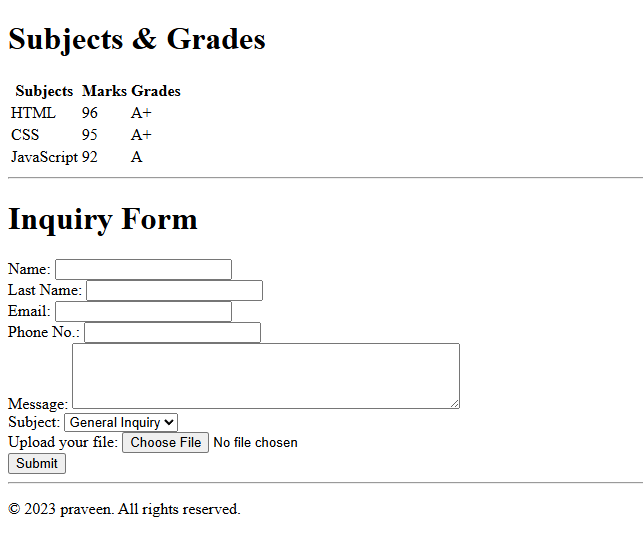 Subjects & Grades
Subjects Marks Grades
HTML 96 A+
CSS 95 A+
JavaScript 92 A
Inquiry Form
Name:
Last Name:
Email:
Phone No.:
Message:
Subject: General Inquiry
Upload your file: Choose File No file chosen
Submit
© 2023 praveen. All rights reserved.